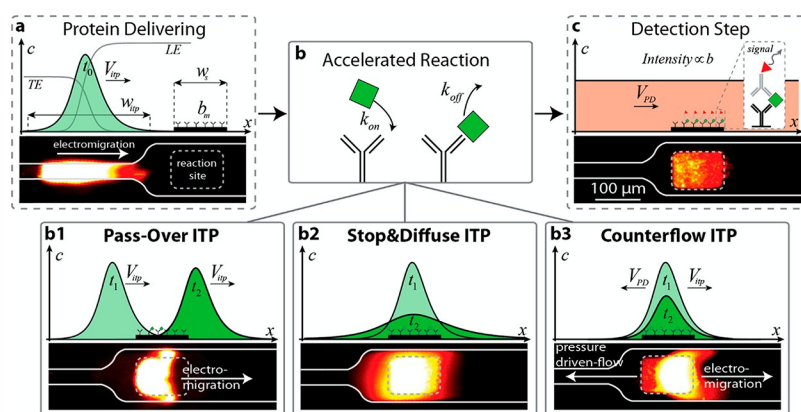 a Protein Delivering
c
LE
t0
Vitp
TE
ws
witp
bm
x
electromigration
reaction
site
b Accelerated Reaction
kon
koff
c Detection Step
c
Intensity∝b
signal
VPD
x
100 µm
b1 Pass-Over ITP
c
Vitp
Vitp
t1
t2
x
electro-
migration
b2 Stop&Diffuse ITP
c
t1
t2
x
b3 Counterflow ITP
c
VPD
Vitp
t1
t2
x
pressure
driven-flow
electro-
migration